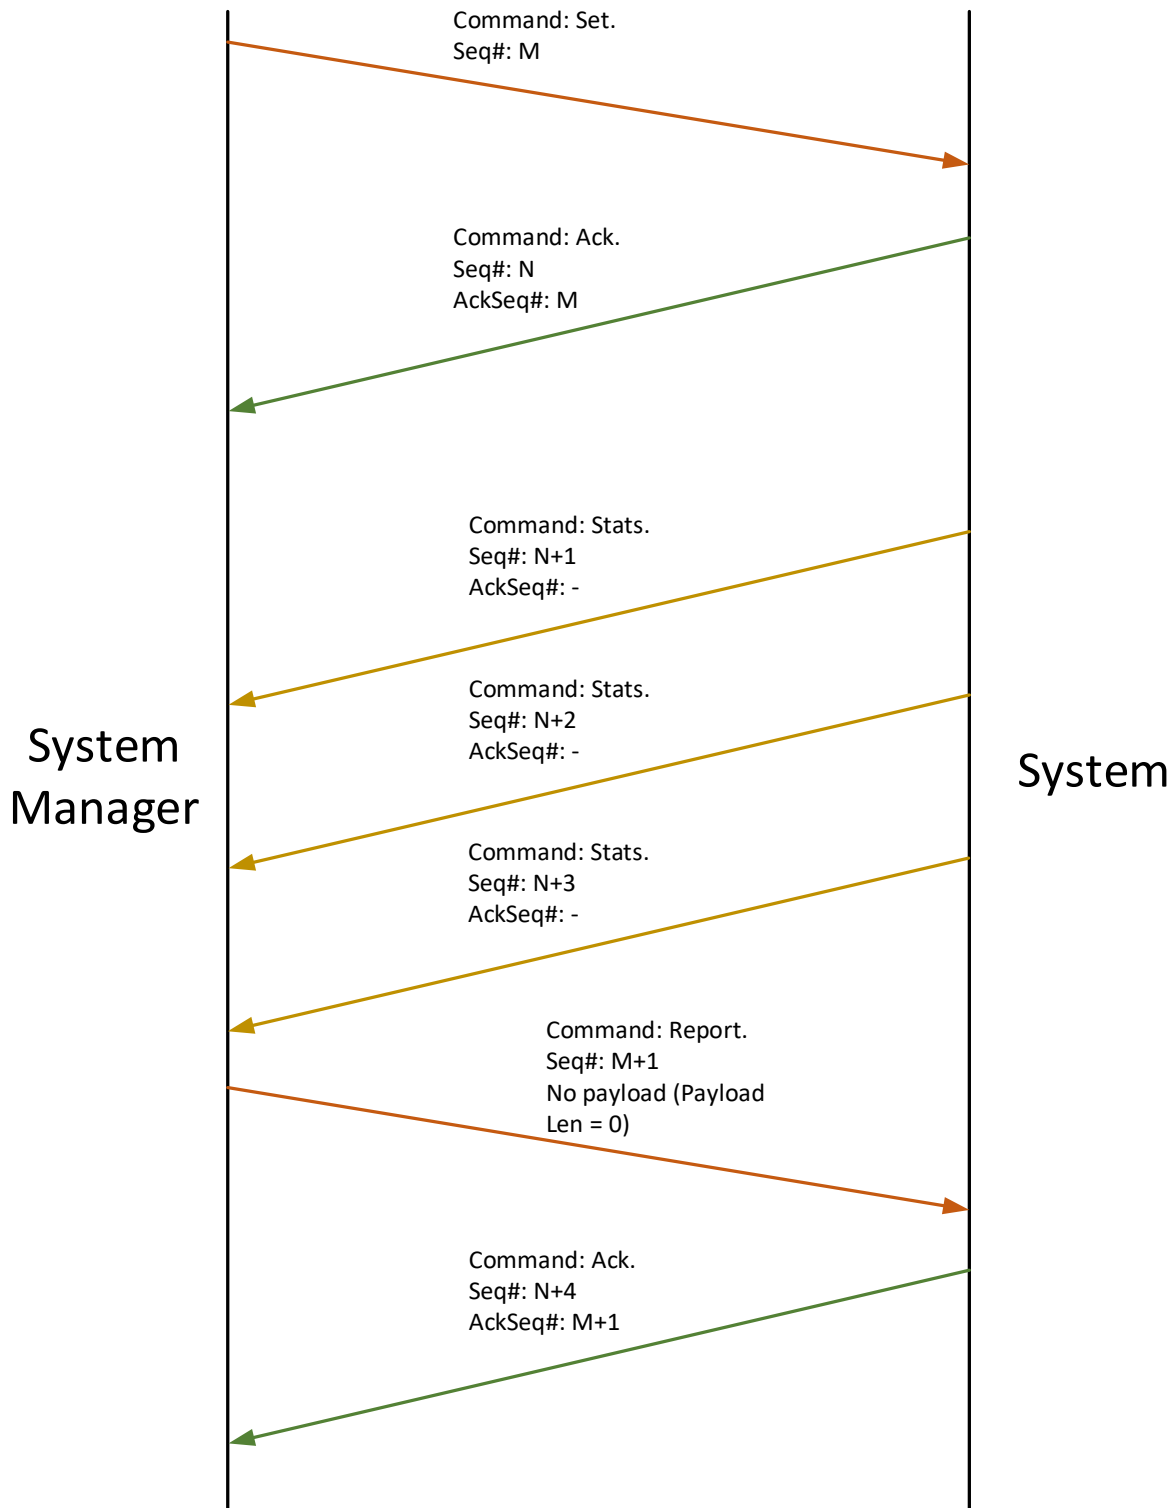 Command: Set.
Seq#: M
Command: Ack.
Seq#: N
AckSeq#: M
Command: Stats.
Seq#: N+1
AckSeq#: -
Command: Stats.
Seq#: N+2
AckSeq#: -
System
Manager
System
Command: Stats.
Seq#: N+3
AckSeq#: -
Command: Report.
Seq#: M+1
No payload (Payload
Len = 0)
Command: Ack.
Seq#: N+4
AckSeq#: M+1